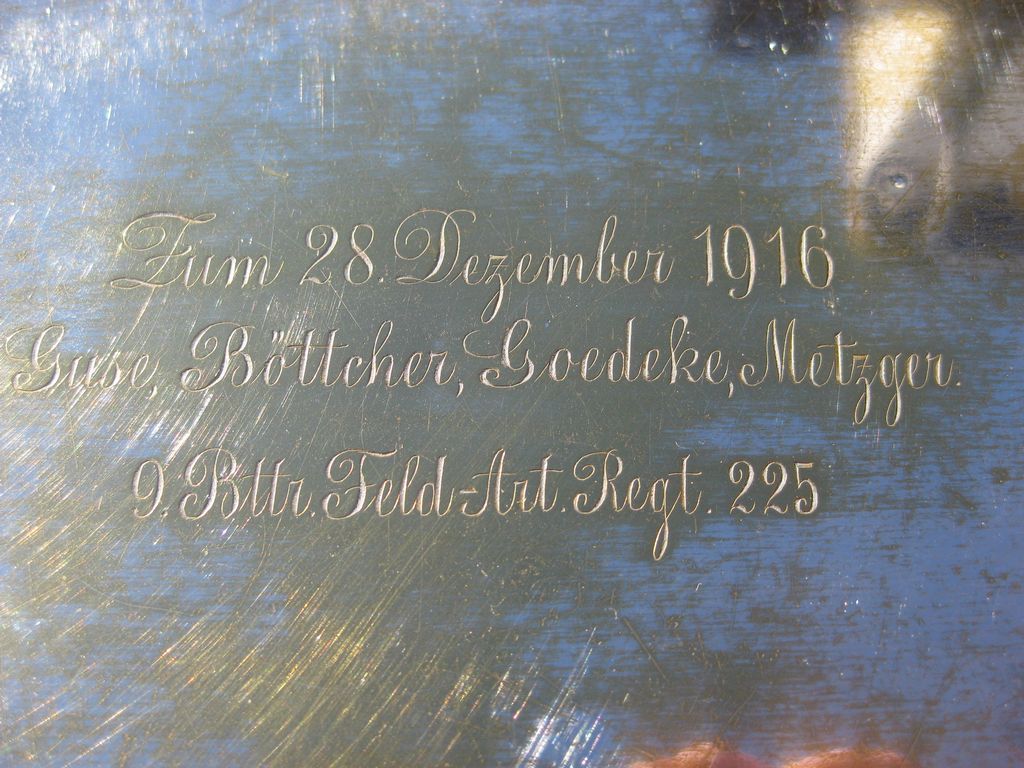 Zum 28. Dezember 1916
Guse, Böttcher, Goedeke, Metzger.
9. Bttr. Feld-Art. Regt. 225